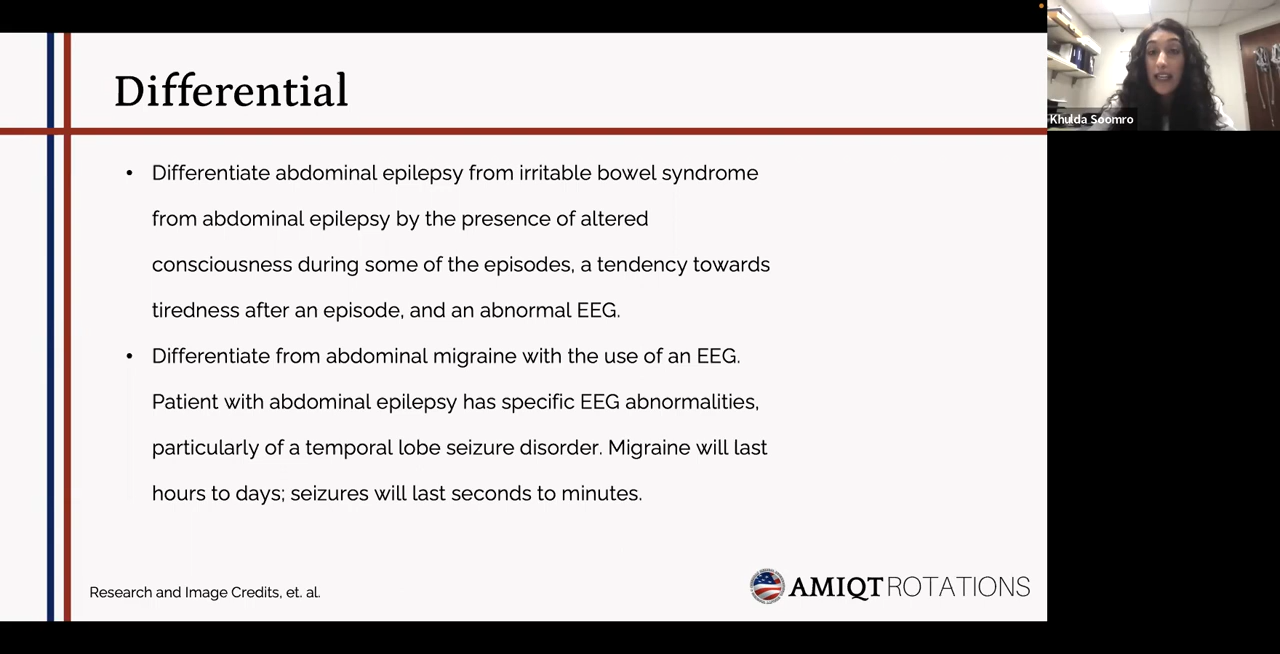 Differential
Khulda Soomro
• Differentiate abdominal epilepsy from irritable bowel syndrome
from abdominal epilepsy by the presence of altered
consciousness during some of the episodes, a tendency towards
tiredness after an episode, and an abnormal EEG.
• Differentiate from abdominal migraine with the use of an EEG.
Patient with abdominal epilepsy has specific EEG abnormalities,
particularly of a temporal lobe seizure disorder. Migraine will last
hours to days; seizures will last seconds to minutes.
Research and Image Credits, et. al.
AMIQT ROTATIONS